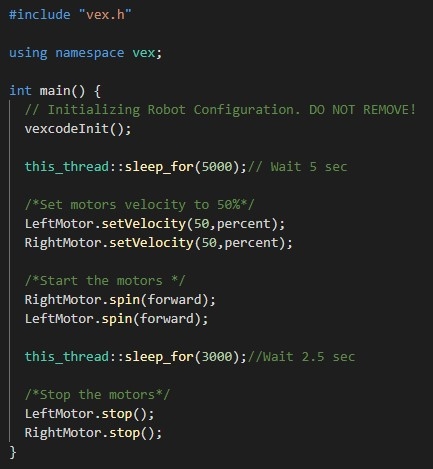 #include "vex.h"
using namespace vex;
int main() {
// Initializing Robot Configuration. DO NOT REMOVE!
vexcodeInit();
this_thread::sleep_for(5000);// Wait 5 sec
/*Set motors velocity to 50%*/
LeftMotor.setVelocity(50,percent);
RightMotor.setVelocity(50,percent);
/*Start the motors */
RightMotor.spin(forward);
LeftMotor.spin(forward);
this_thread::sleep_for(3000);//Wait 2.5 sec
/*Stop the motors*/
LeftMotor.stop();
RightMotor.stop();
}